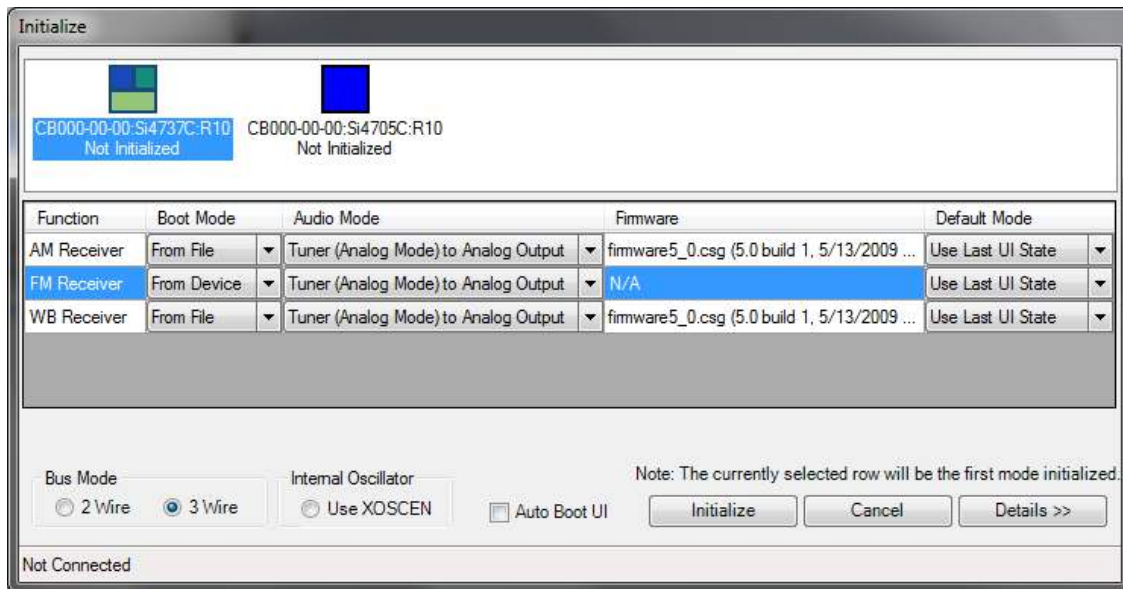 Initialize
CB000-00-00:Si4737C:R10 CB000-00-00:Si4705C:R10
Not Initialized Not Initialized
Function Boot Mode Audio Mode Firmware Default Mode
AM Receiver From File Tuner (Analog Mode) to Analog Output firmware5_0.csg (5.0 build 1, 5/13/2009 ... Use Last UI State
FM Receiver From Device Tuner (Analog Mode) to Analog Output N/A Use Last UI State
WB Receiver From File Tuner (Analog Mode) to Analog Output firmware5_0.csg (5.0 build 1, 5/13/2009 ... Use Last UI State
Note: The currently selected row will be the first mode initialized.
Bus Mode Internal Oscillator
2 Wire 3 Wire Use XOSCEN Auto Boot UI Initialize Cancel Details >>
Not Connected